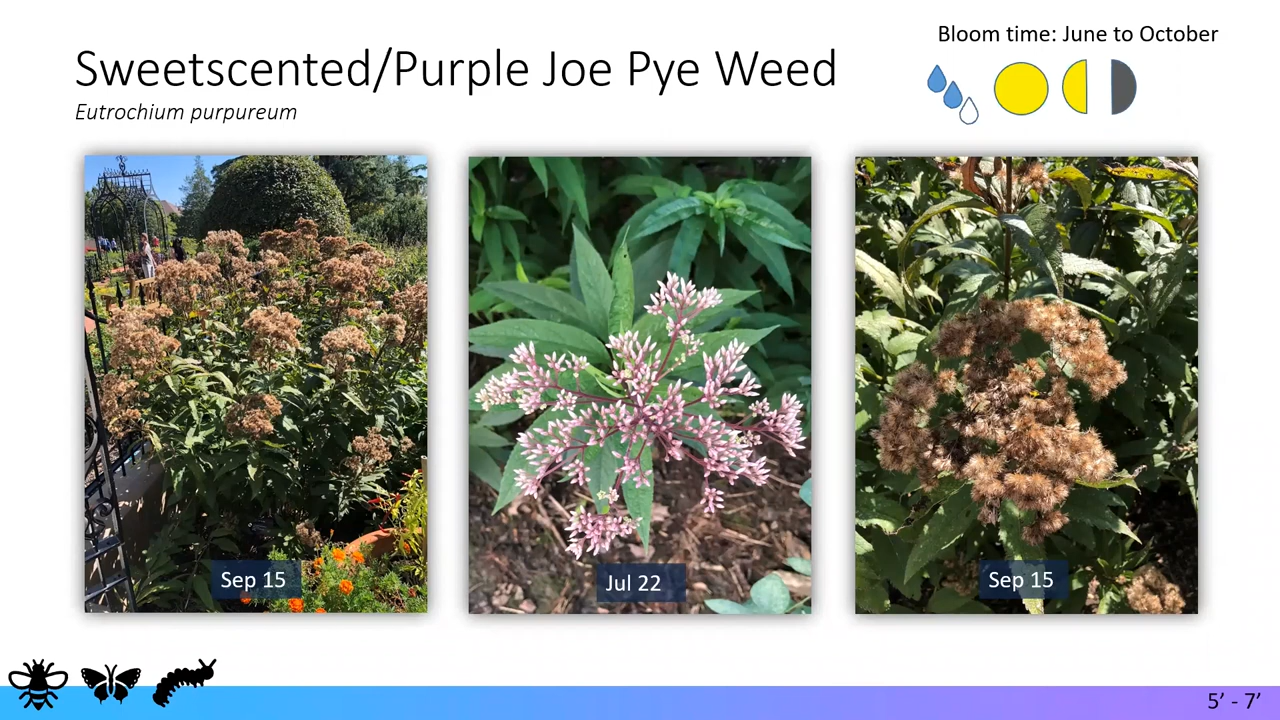 Bloom time: June to October
Sweetscented/Purple Joe Pye Weed
Eutrochium purpureum
Sep 15
Jul 22
Sep 15
5’ - 7’